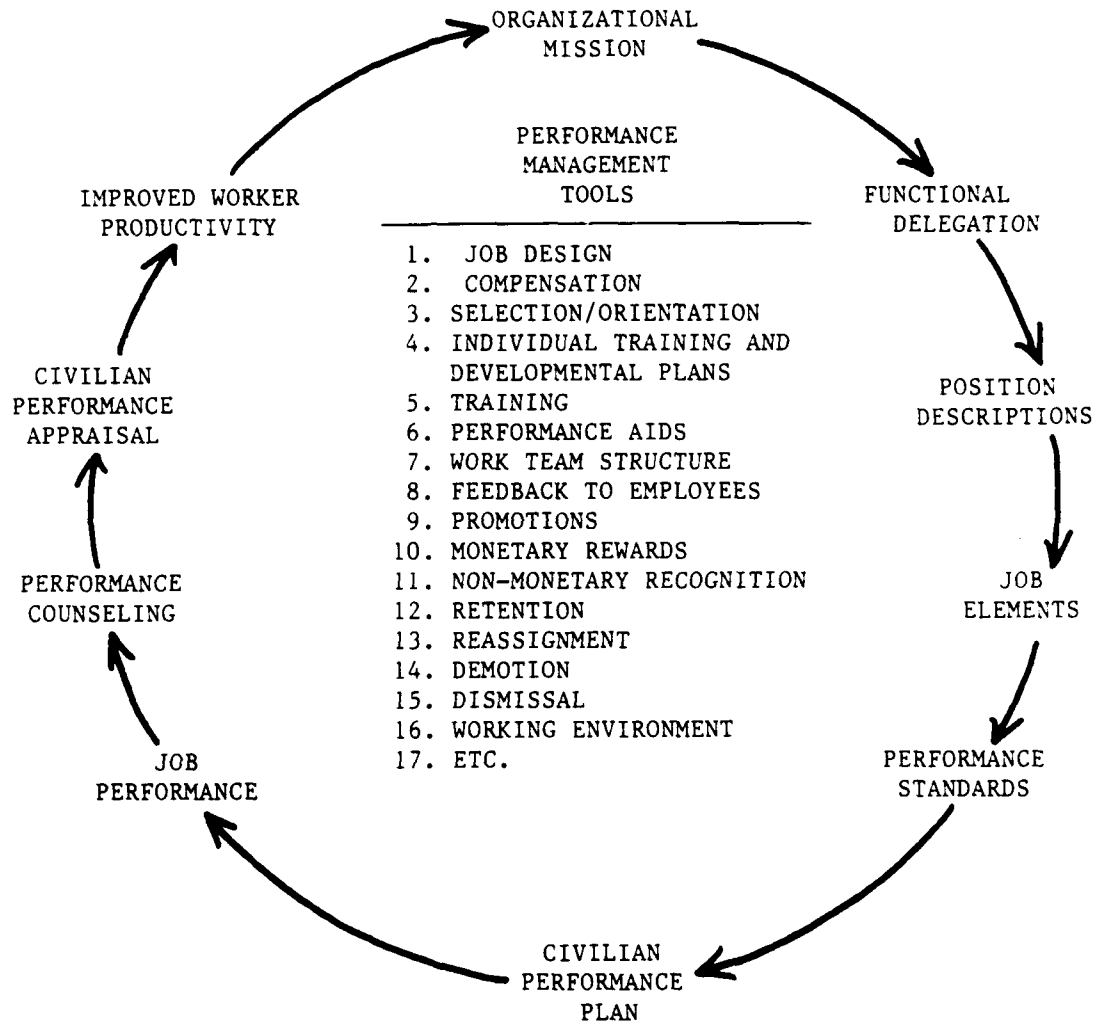 ORGANIZATIONAL
MISSION
FUNCTIONAL
DELEGATION
POSITION
DESCRIPTIONS
JOB
ELEMENTS
PERFORMANCE
STANDARDS
CIVILIAN
PERFORMANCE
PLAN
JOB
PERFORMANCE
PERFORMANCE
COUNSELING
CIVILIAN
PERFORMANCE
APPRAISAL
IMPROVED WORKER
PRODUCTIVITY
PERFORMANCE
MANAGEMENT
TOOLS
1. JOB DESIGN
2. COMPENSATION
3. SELECTION/ORIENTATION
4. INDIVIDUAL TRAINING AND
DEVELOPMENTAL PLANS
5. TRAINING
6. PERFORMANCE AIDS
7. WORK TEAM STRUCTURE
8. FEEDBACK TO EMPLOYEES
9. PROMOTIONS
10. MONETARY REWARDS
11. NON-MONETARY RECOGNITION
12. RETENTION
13. REASSIGNMENT
14. DEMOTION
15. DISMISSAL
16. WORKING ENVIRONMENT
17. ETC.